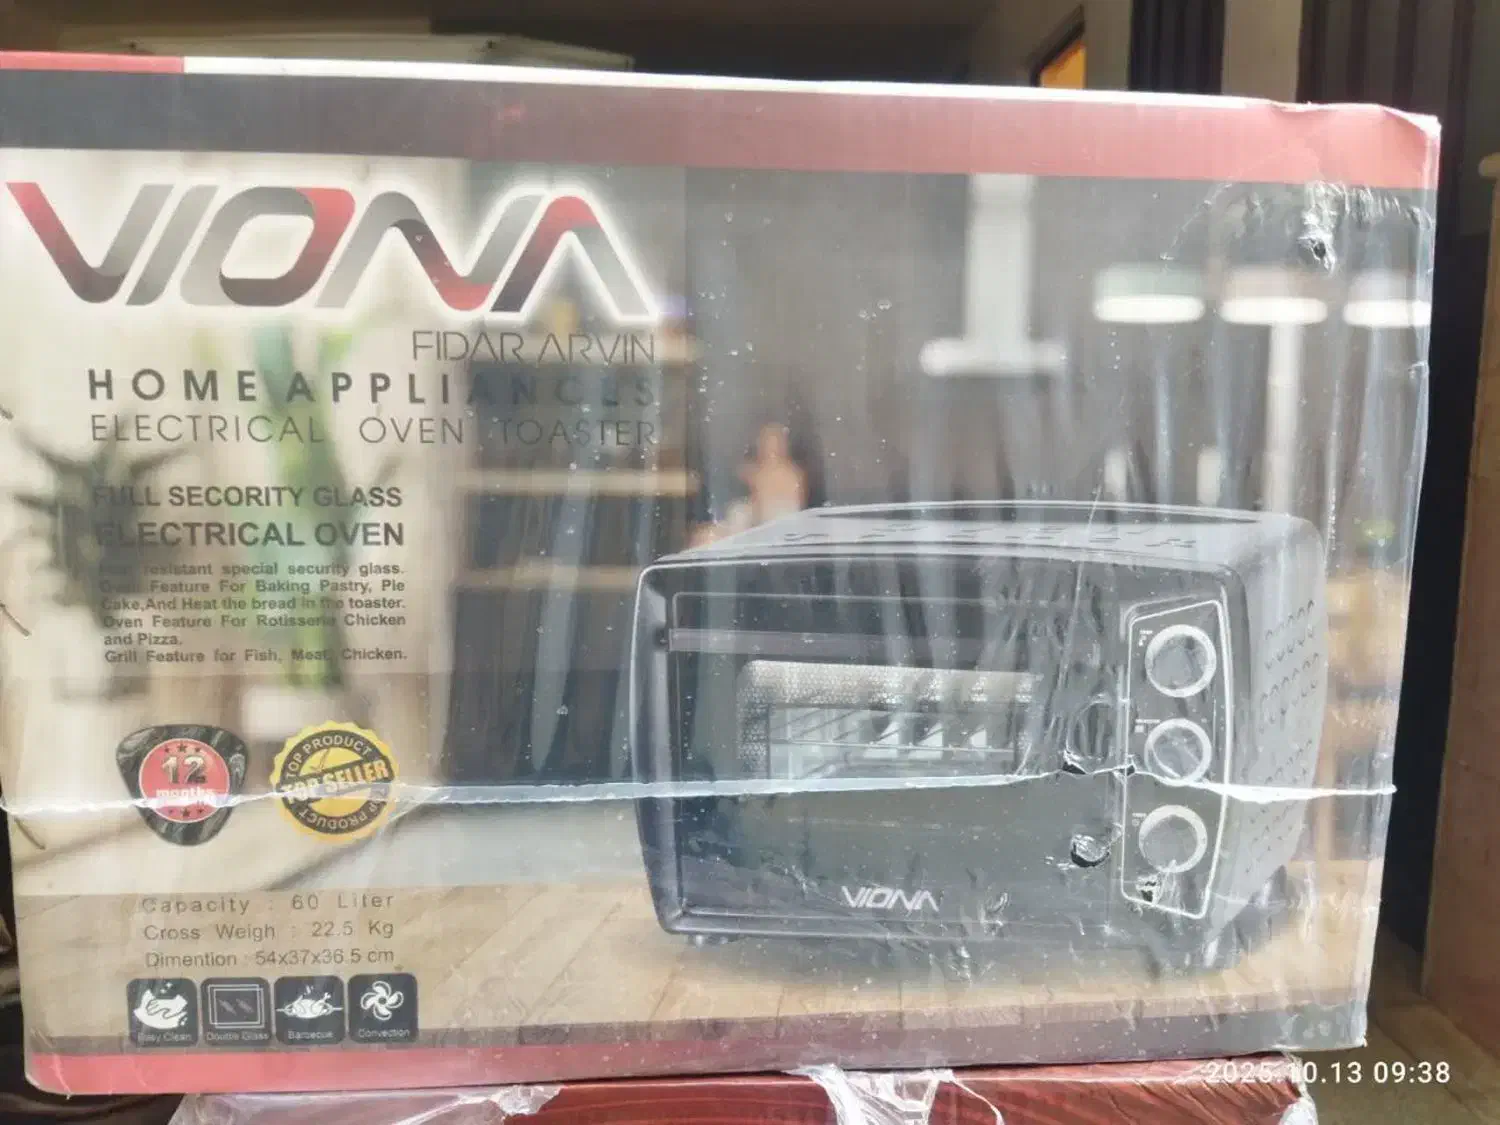 VIONA
FIDAR ARVIN
HOME APPLIANCES
ELECTRICAL OVEN TOASTER
FULL SECORITY GLASS
ELECTRICAL OVEN
resistant special security glass.
Oven Feature For Baking Pastry, Pie
Cake,And Heat the bread in the toaster.
Oven Feature For Rotisserie Chicken
and Pizza.
Grill Feature for Fish, Meat, Chicken.
12
months
TOP PRODUCT
TOP SELLER
TOP PRODUCT
VIONA
Capacity : 60 Liter
Cross Weigh : 22.5 Kg
Dimention : 54x37x36.5 cm
Easy Clean
Double Glass
Barbecue
Convection
2025.10.13 09:38